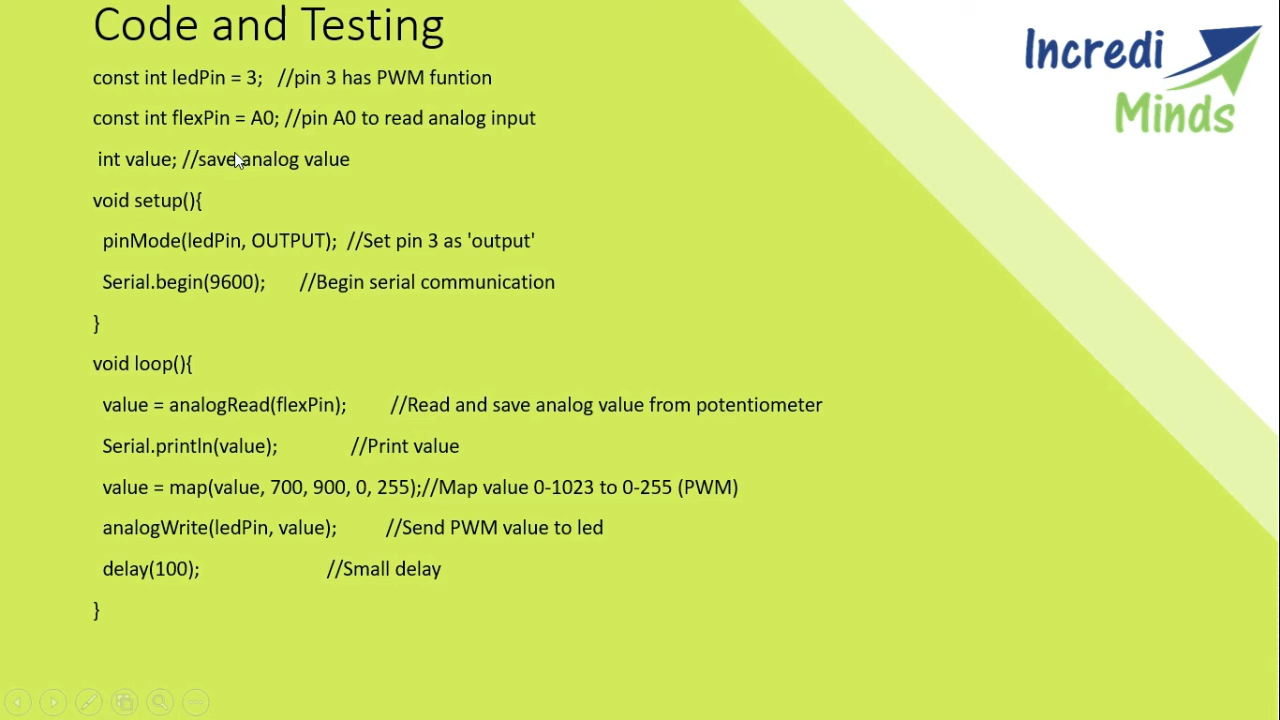 Code and Testing
Incredi
Minds
const int ledPin = 3; //pin 3 has PWM funtion
const int flexPin = A0; //pin A0 to read analog input
int value; //save analog value
void setup(){
pinMode(ledPin, OUTPUT); //Set pin 3 as 'output'
Serial.begin(9600); //Begin serial communication
}
void loop(){
value = analogRead(flexPin); //Read and save analog value from potentiometer
Serial.println(value); //Print value
value = map(value, 700, 900, 0, 255);//Map value 0-1023 to 0-255 (PWM)
analogWrite(ledPin, value); //Send PWM value to led
delay(100); //Small delay
}